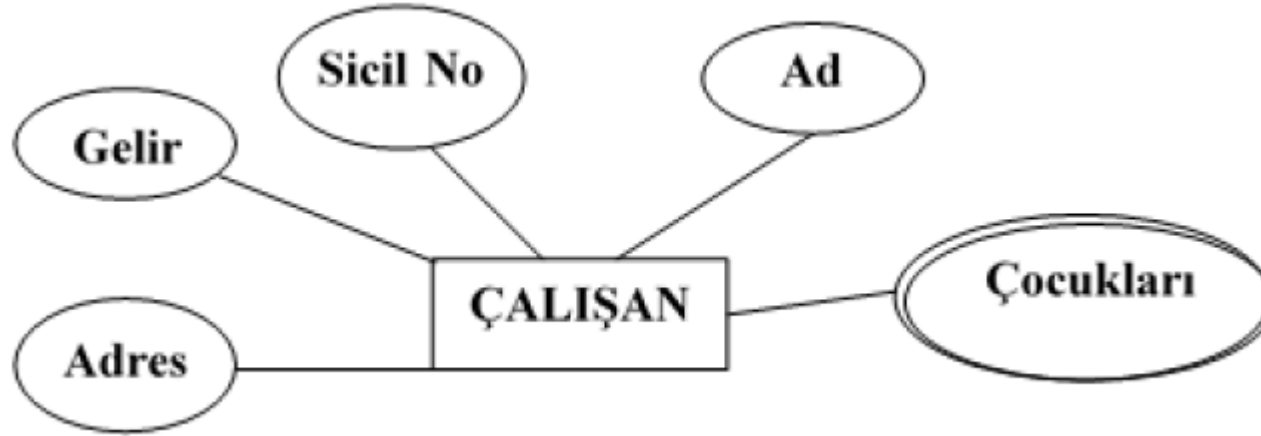 Sicil No
Ad
Gelir
Çocukları
ÇALIŞAN
Adres